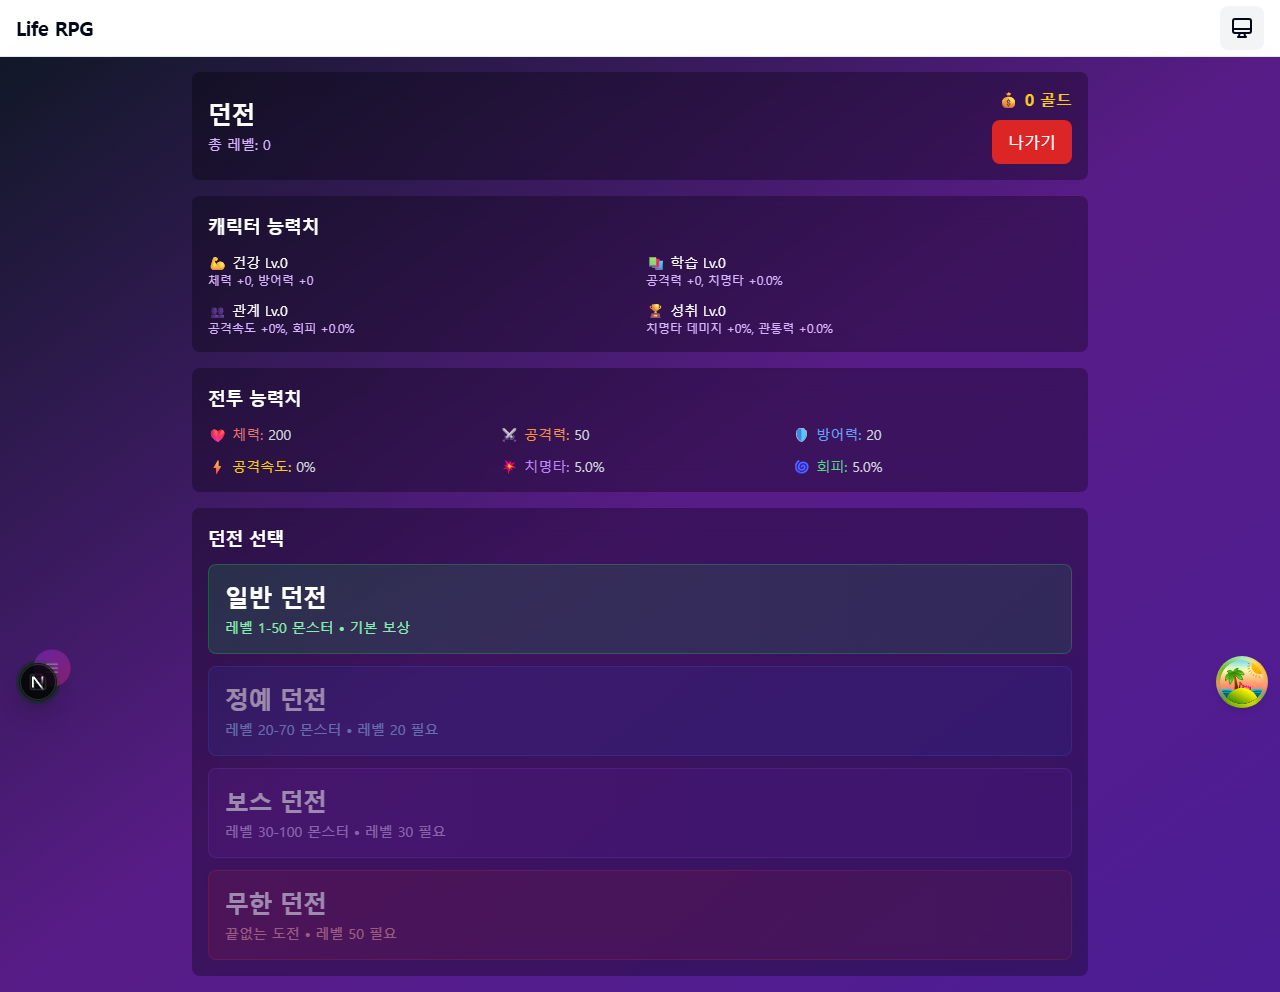 Life RPG
던전
총 레벨: 0
0 골드
나가기
캐릭터 능력치
건강 Lv.0
체력 +0, 방어력 +0
학습 Lv.0
공격력 +0, 치명타 +0.0%
관계 Lv.0
공격속도 +0%, 회피 +0.0%
성취 Lv.0
치명타 데미지 +0%, 관통력 +0.0%
전투 능력치
체력: 200
공격력: 50
방어력: 20
공격속도: 0%
치명타: 5.0%
회피: 5.0%
던전 선택
일반 던전
레벨 1-50 몬스터 • 기본 보상
정예 던전
레벨 20-70 몬스터 • 레벨 20 필요
보스 던전
레벨 30-100 몬스터 • 레벨 30 필요
무한 던전
끝없는 도전 • 레벨 50 필요
N